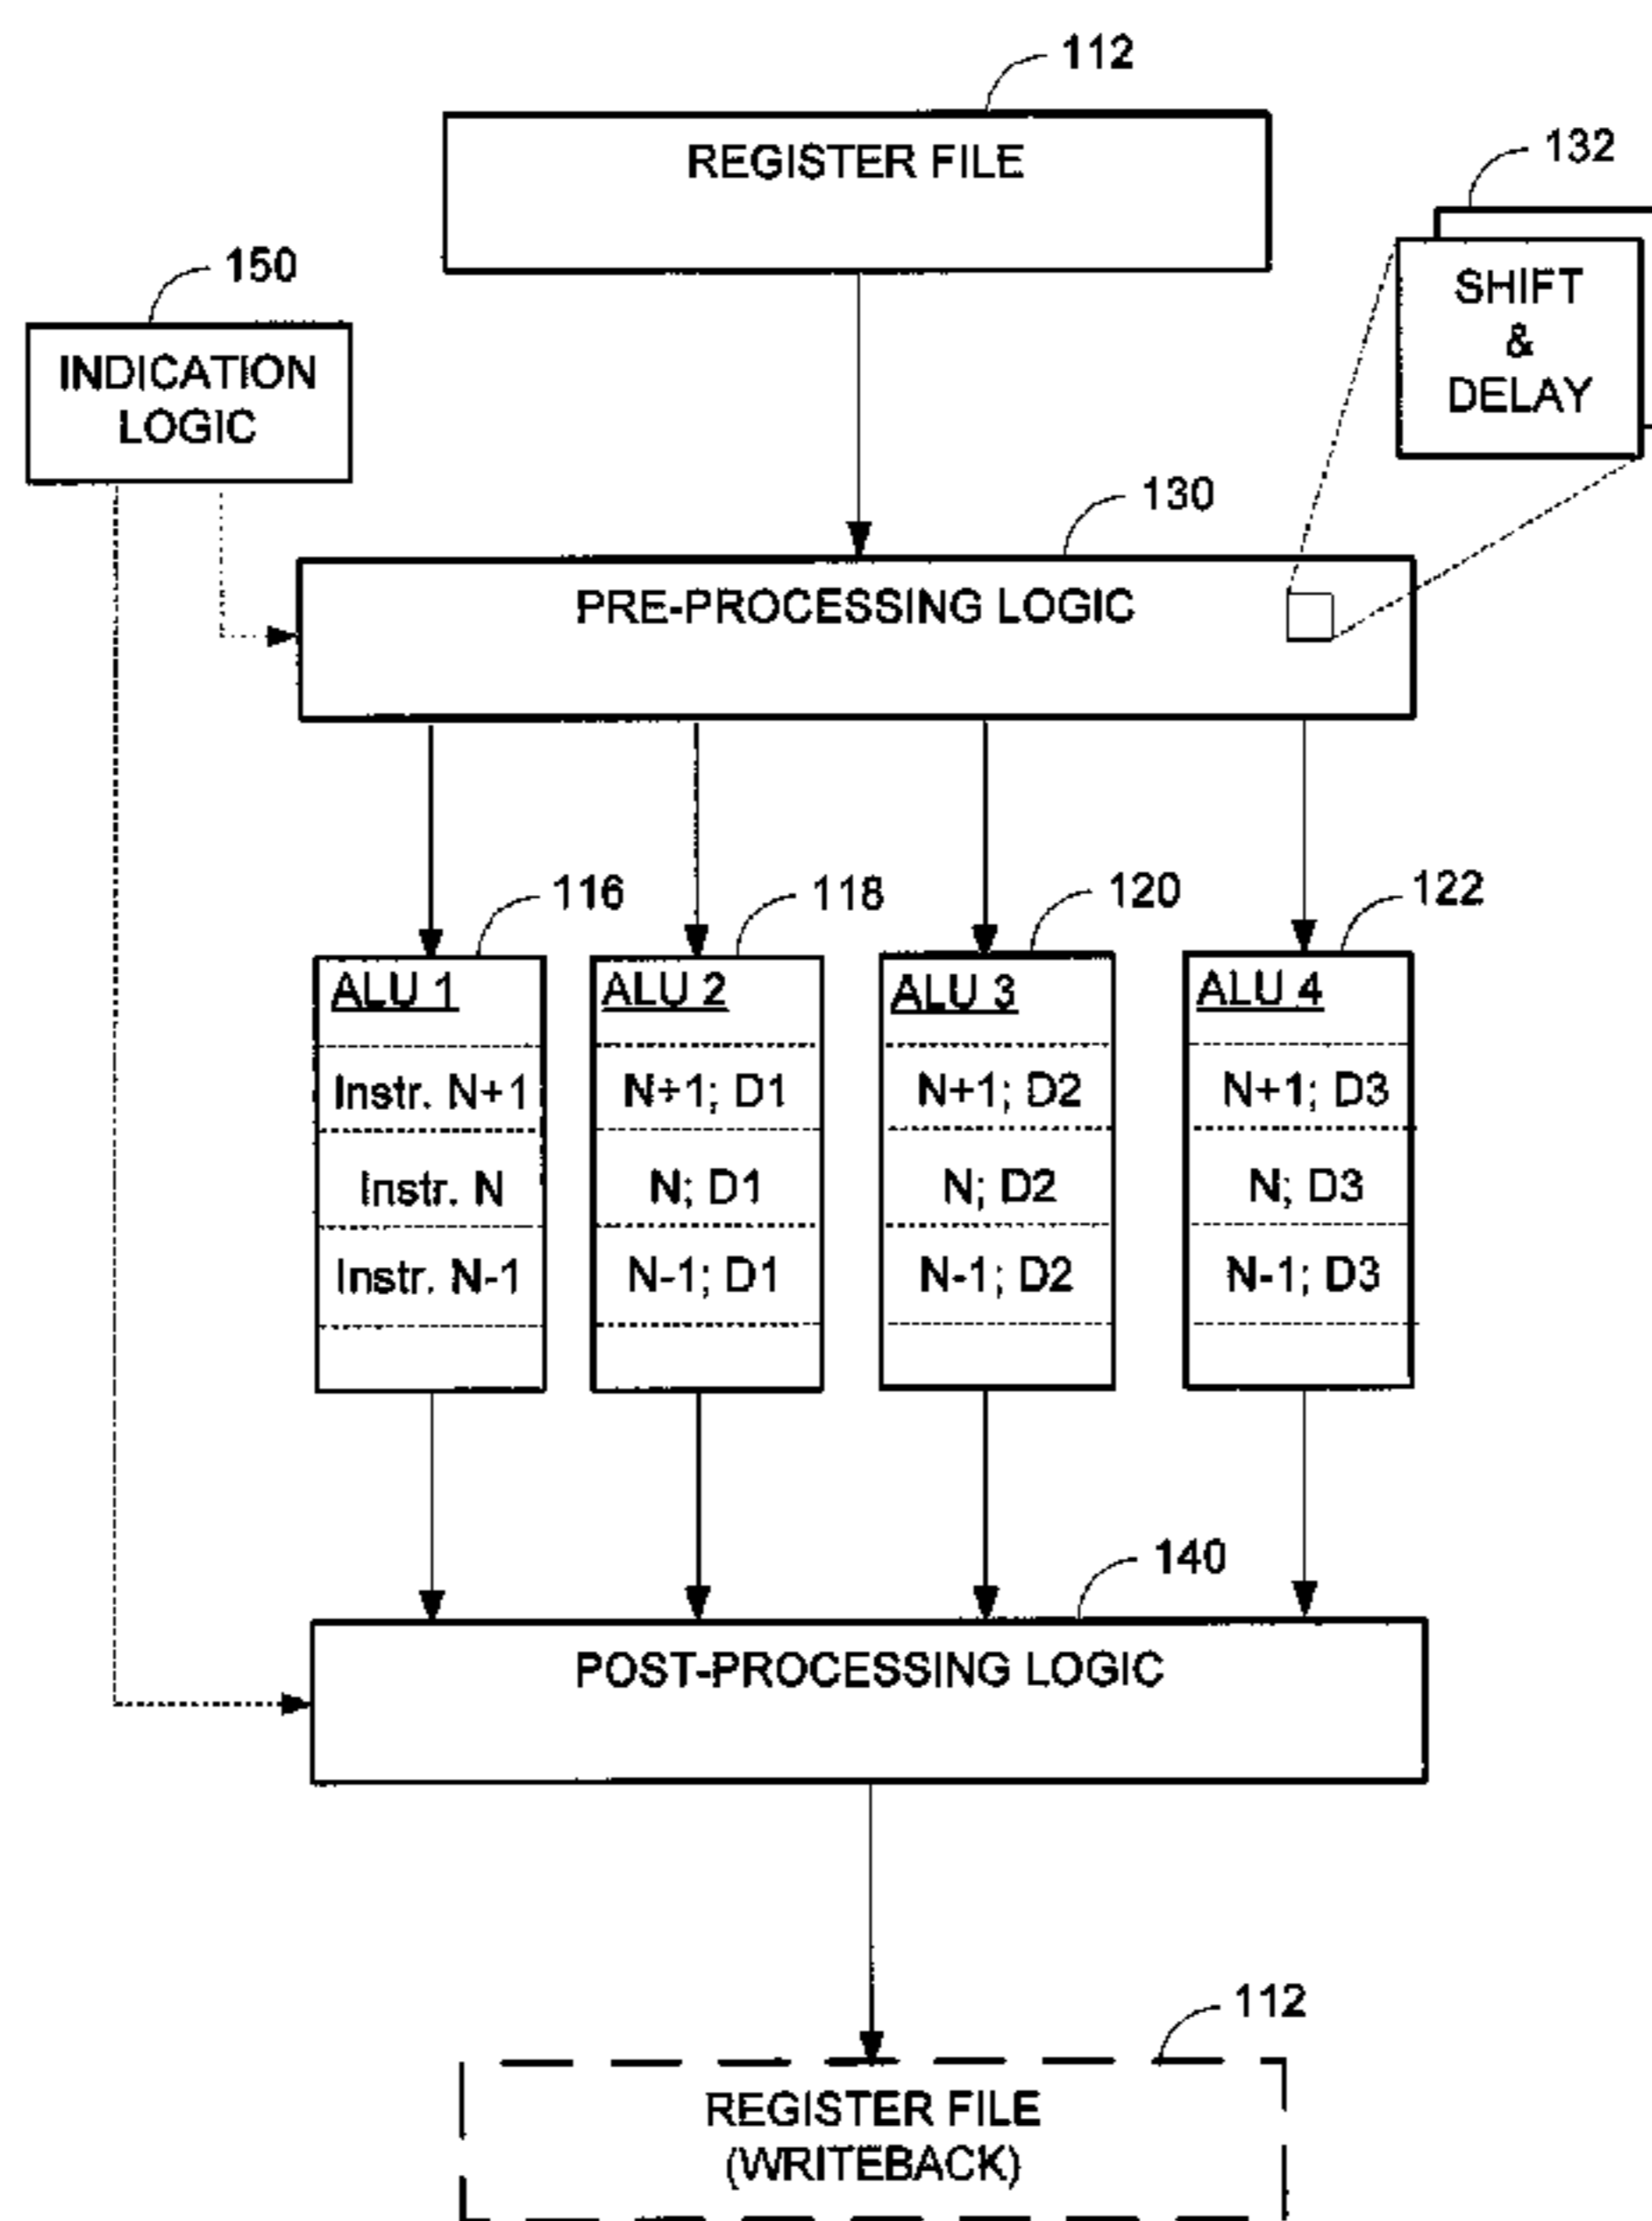 112
REGISTER FILE
132
SHIFT
&
DELAY
150
INDICATION
LOGIC
130
PRE-PROCESSING LOGIC
116
118
120
122
ALU 1
ALU 2
ALU 3
ALU 4
Instr. N+1
N+1; D1
N+1; D2
N+1; D3
Instr. N
N; D1
N; D2
N; D3
Instr. N-1
N-1; D1
N-1; D2
N-1; D3
140
POST-PROCESSING LOGIC
112
REGISTER FILE
(WRITEBACK)